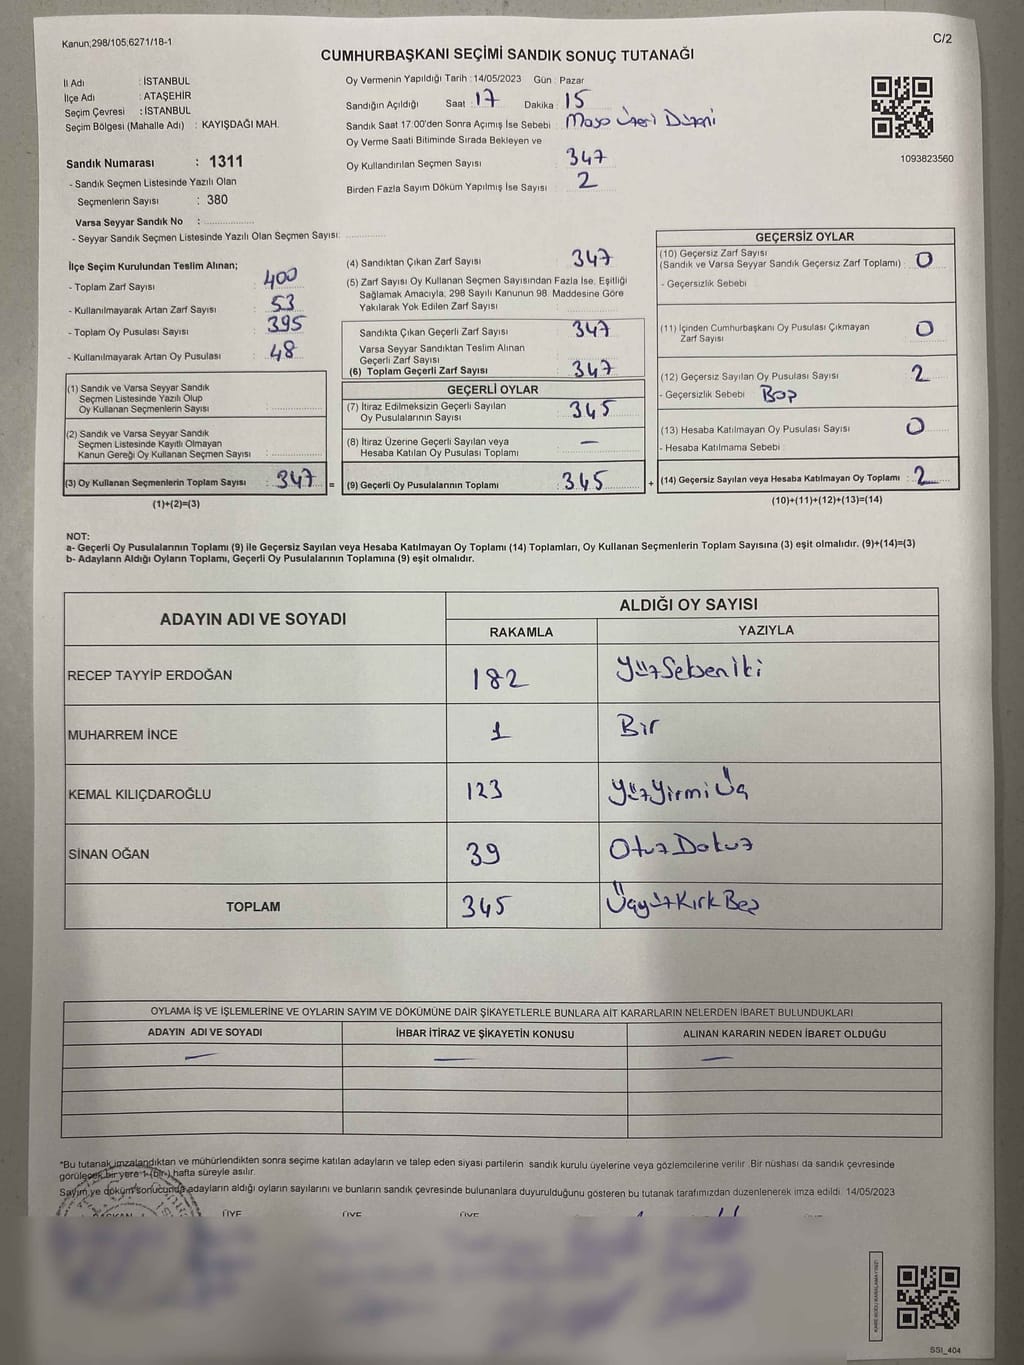 Kanun;298/105;6271/18-1
C/2
CUMHURBAŞKANI SEÇİMİ SANDIK SONUÇ TUTANAĞI
İl Adı : İSTANBUL
İlçe Adı : ATAŞEHİR
Seçim Çevresi : İSTANBUL
Seçim Bölgesi (Mahalle Adı) : KAYIŞDAĞI MAH.
Sandık Numarası : 1311
- Sandık Seçmen Listesinde Yazılı Olan
Seçmenlerin Sayısı : 380
Varsa Seyyar Sandık No :
- Seyyar Sandık Seçmen Listesinde Yazılı Olan Seçmen Sayısı:
Oy Vermenin Yapıldığı Tarih :14/05/2023 Gün : Pazar
Sandığın Açıldığı Saat : 17 Dakika : 15
Sandık Saat 17:00'den Sonra Açımış İse Sebebi : Masa Üzeri Düzeni
Oy Verme Saati Bitiminde Sırada Bekleyen ve
Oy Kullandırılan Seçmen Sayısı : 347
Birden Fazla Sayım Döküm Yapılmış İse Sayısı : 2
1093823560
İlçe Seçim Kurulundan Teslim Alınan;
- Toplam Zarf Sayısı : 400
- Kullanılmayarak Artan Zarf Sayısı : 53
- Toplam Oy Pusulası Sayısı : 395
- Kullanılmayarak Artan Oy Pusulası : 48
(1) Sandık ve Varsa Seyyar Sandık
Seçmen Listesinde Yazılı Olup
Oy Kullanan Seçmenlerin Sayısı :
(2) Sandık ve Varsa Seyyar Sandık
Seçmen Listesinde Kayıtlı Olmayan
Kanun Gereği Oy Kullanan Seçmen Sayısı :
(3) Oy Kullanan Seçmenlerin Toplam Sayısı : 347 =
(1)+(2)=(3)
(4) Sandıktan Çıkan Zarf Sayısı : 347
(5) Zarf Sayısı Oy Kullanan Seçmen Sayısından Fazla İse, Eşitliği
Sağlamak Amacıyla; 298 Sayılı Kanunun 98. Maddesine Göre
Yakılarak Yok Edilen Zarf Sayısı :
Sandıkta Çıkan Geçerli Zarf Sayısı : 347
Varsa Seyyar Sandıktan Teslim Alınan
Geçerli Zarf Sayısı :
(6) Toplam Geçerli Zarf Sayısı : 347
GEÇERLİ OYLAR
(7) İtiraz Edilmeksizin Geçerli Sayılan
Oy Pusulalarının Sayısı : 345
(8) İtiraz Üzerine Geçerli Sayılan veya
Hesaba Katılan Oy Pusulası Toplamı : —
(9) Geçerli Oy Pusulalarının Toplamı : 345 +
GEÇERSİZ OYLAR
(10) Geçersiz Zarf Sayısı
(Sandık ve Varsa Seyyar Sandık Geçersiz Zarf Toplamı) : 0
- Geçersizlik Sebebi
(11) İçinden Cumhurbaşkanı Oy Pusulası Çıkmayan
Zarf Sayısı : 0
(12) Geçersiz Sayılan Oy Pusulası Sayısı : 2
- Geçersizlik Sebebi : Boş
(13) Hesaba Katılmayan Oy Pusulası Sayısı : 0
- Hesaba Katılmama Sebebi
(14) Geçersiz Sayılan veya Hesaba Katılmayan Oy Toplamı : 2
(10)+(11)+(12)+(13)=(14)
NOT:
a- Geçerli Oy Pusulalarının Toplamı (9) ile Geçersiz Sayılan veya Hesaba Katılmayan Oy Toplamı (14) Toplamları, Oy Kullanan Seçmenlerin Toplam Sayısına (3) eşit olmalıdır. (9)+(14)=(3)
b- Adayların Aldığı Oyların Toplamı, Geçerli Oy Pusulalarının Toplamına (9) eşit olmalıdır.
ADAYIN ADI VE SOYADI ALDIĞI OY SAYISI
RAKAMLA YAZIYLA
RECEP TAYYİP ERDOĞAN 182 YüzSeksenİki
MUHARREM İNCE 1 Bir
KEMAL KILIÇDAROĞLU 123 YüzYirmiÜç
SİNAN OĞAN 39 OtuzDokuz
TOPLAM 345 ÜçyüzKırkBeş
OYLAMA İŞ VE İŞLEMLERİNE VE OYLARIN SAYIM VE DÖKÜMÜNE DAİR ŞİKAYETLERLE BUNLARA AİT KARARLARIN NELERDEN İBARET BULUNDUKLARI
ADAYIN ADI VE SOYADI İHBAR İTİRAZ VE ŞİKAYETİN KONUSU ALINAN KARARIN NEDEN İBARET OLDUĞU
— — —
*Bu tutanak imzalandıktan ve mühürlendikten sonra seçime katılan adayların ve talep eden siyasi partilerin sandık kurulu üyelerine veya gözlemcilerine verilir .Bir nüshası da sandık çevresinde
görülecek bir yere 1 (bir) hafta süreyle asılır.
Sayım ve döküm sonucunda adayların aldığı oyların sayılarını ve bunların sandık çevresinde bulunanlara duyurulduğunu gösteren bu tutanak tarafımızdan düzenlenerek imza edildi. 14/05/2023
BAŞKAN ÜYE ÜYE ÜYE
SSI_404